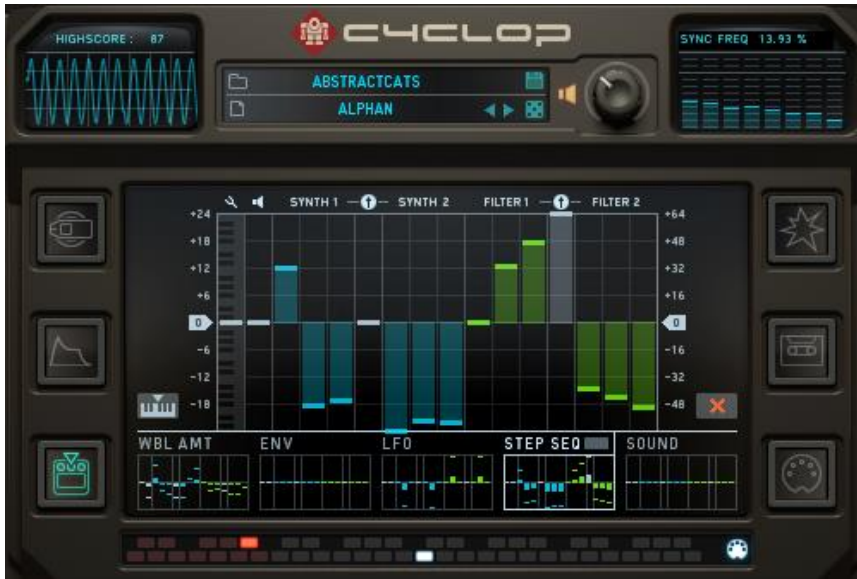 HIGHSCORE: 87
CYCLOP
SYNC FREQ 13.93 %
ABSTRACTCATS
ALPHAN
SYNTH 1 SYNTH 2 FILTER 1 FILTER 2
+24 +64
+18 +48
+12 +32
+6 +16
0 0
-6 -16
-12 -32
-18 -48
WBL AMT ENV LFO STEP SEQ SOUND